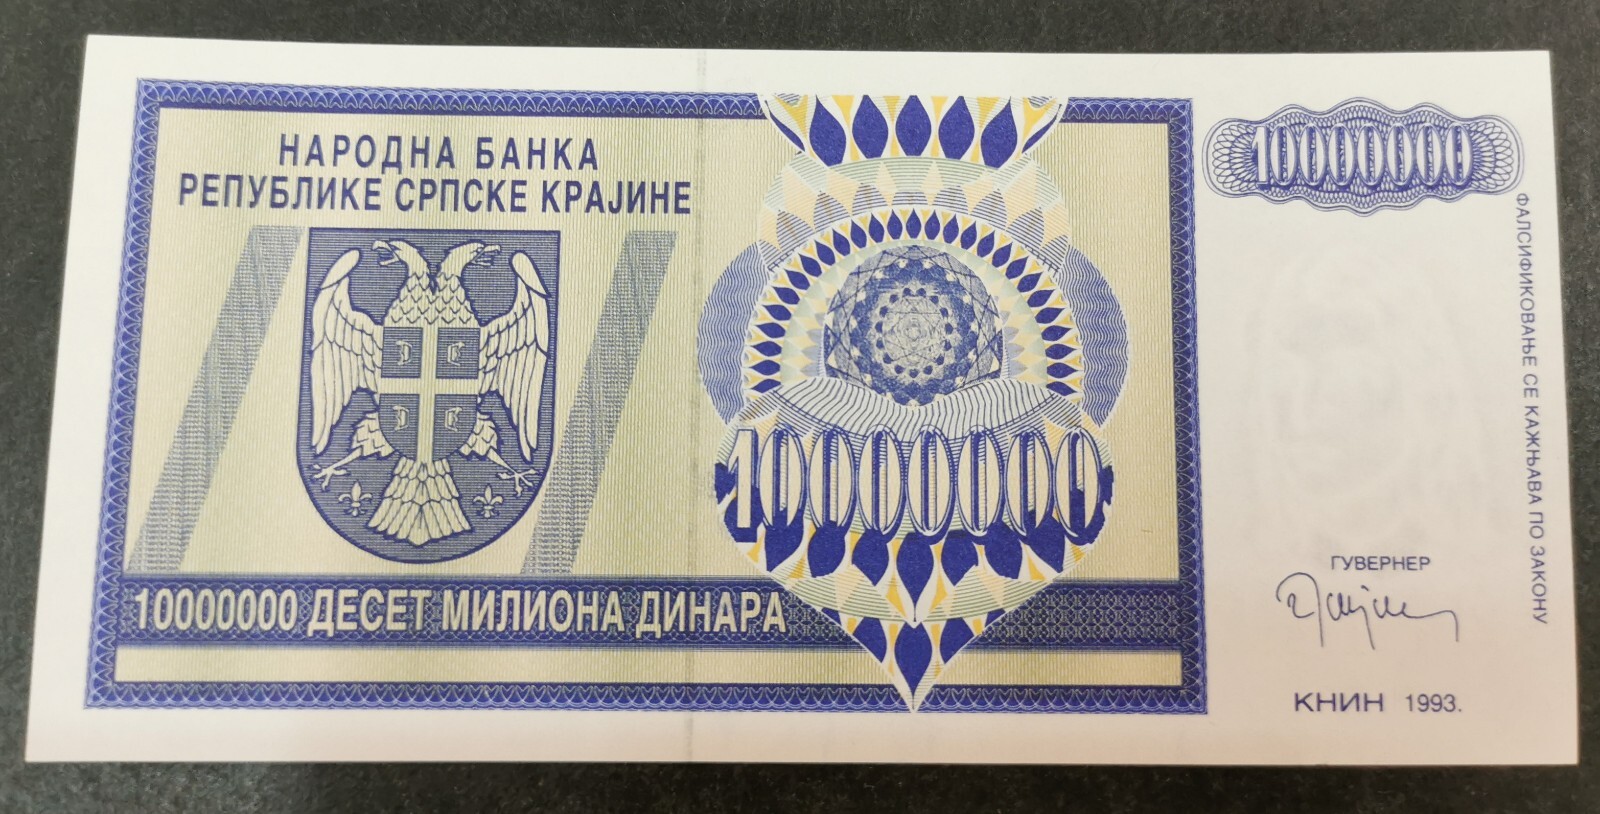 НАРОДНА БАНКА
РЕПУБЛИКЕ СРПСКЕ КРАЈИНЕ
10000000
10000000
10000000 ДЕСЕТ МИЛИОНА ДИНАРА
ФАЛСИФИКОВАЊЕ СЕ КАЖЊАВА ПО ЗАКОНУ
ГУВЕРНЕР
КНИН 1993.